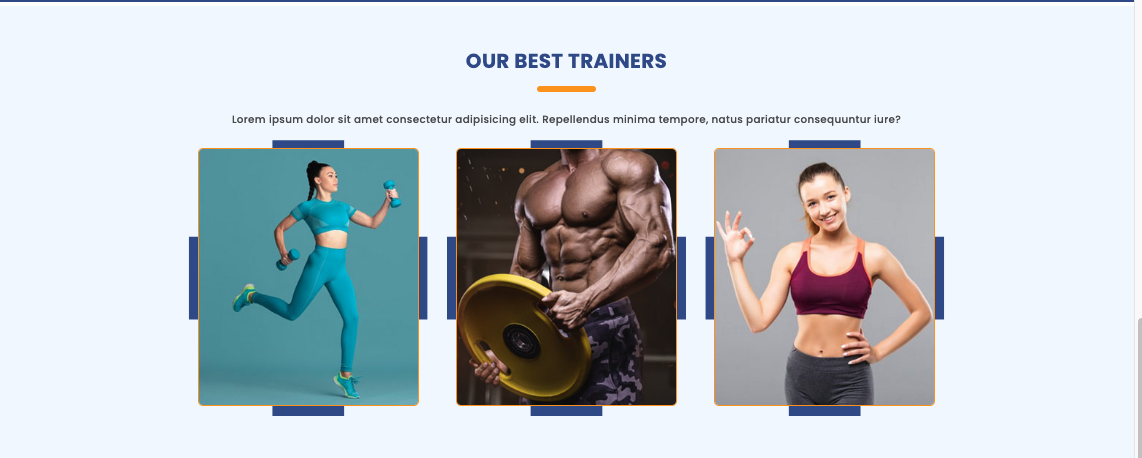 OUR BEST TRAINERS
Lorem ipsum dolor sit amet consectetur adipisicing elit. Repellendus minima tempore, natus pariatur consequuntur iure?